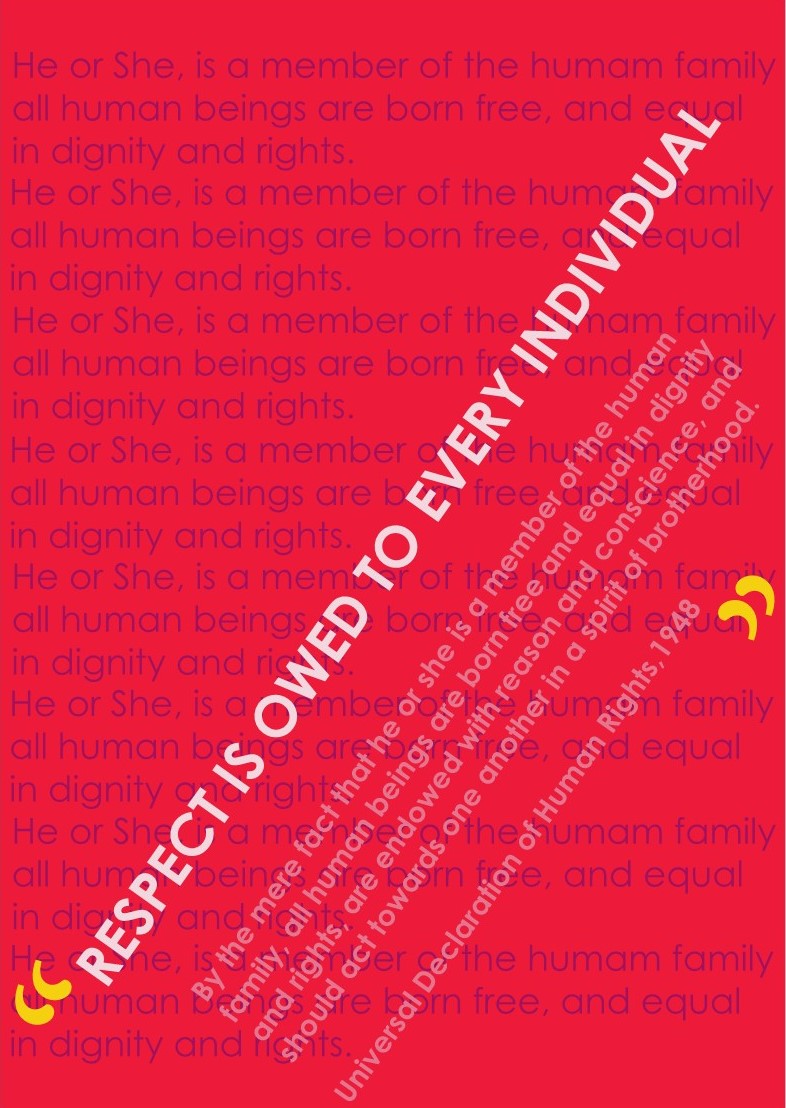 He or She, is a member of the humam family
all human beings are born free, and equal
in dignity and rights.
He or She, is a member of the humam family
all human beings are born free, and equal
in dignity and rights.
He or She, is a member of the humam family
all human beings are born free, and equal
in dignity and rights.
He or She, is a member of the humam family
all human beings are born free, and equal
in dignity and rights.
He or She, is a member of the humam family
all human beings are born free, and equal
in dignity and rights.
He or She, is a member of the humam family
all human beings are born free, and equal
in dignity and rights.
He or She, is a member of the humam family
all human beings are born free, and equal
in dignity and rights.
He or She, is a member of the humam family
all human beings are born free, and equal
in dignity and rights.
“RESPECT IS OWED TO EVERY INDIVIDUAL
By the mere fact that he or she is a member of the human
family, all human beings are born free and equal in dignity
and rights, are endowed with reason and conscience, and
should act towards one another in a spirit of brotherhood.
Universal Declaration of Human Rights, 1948”